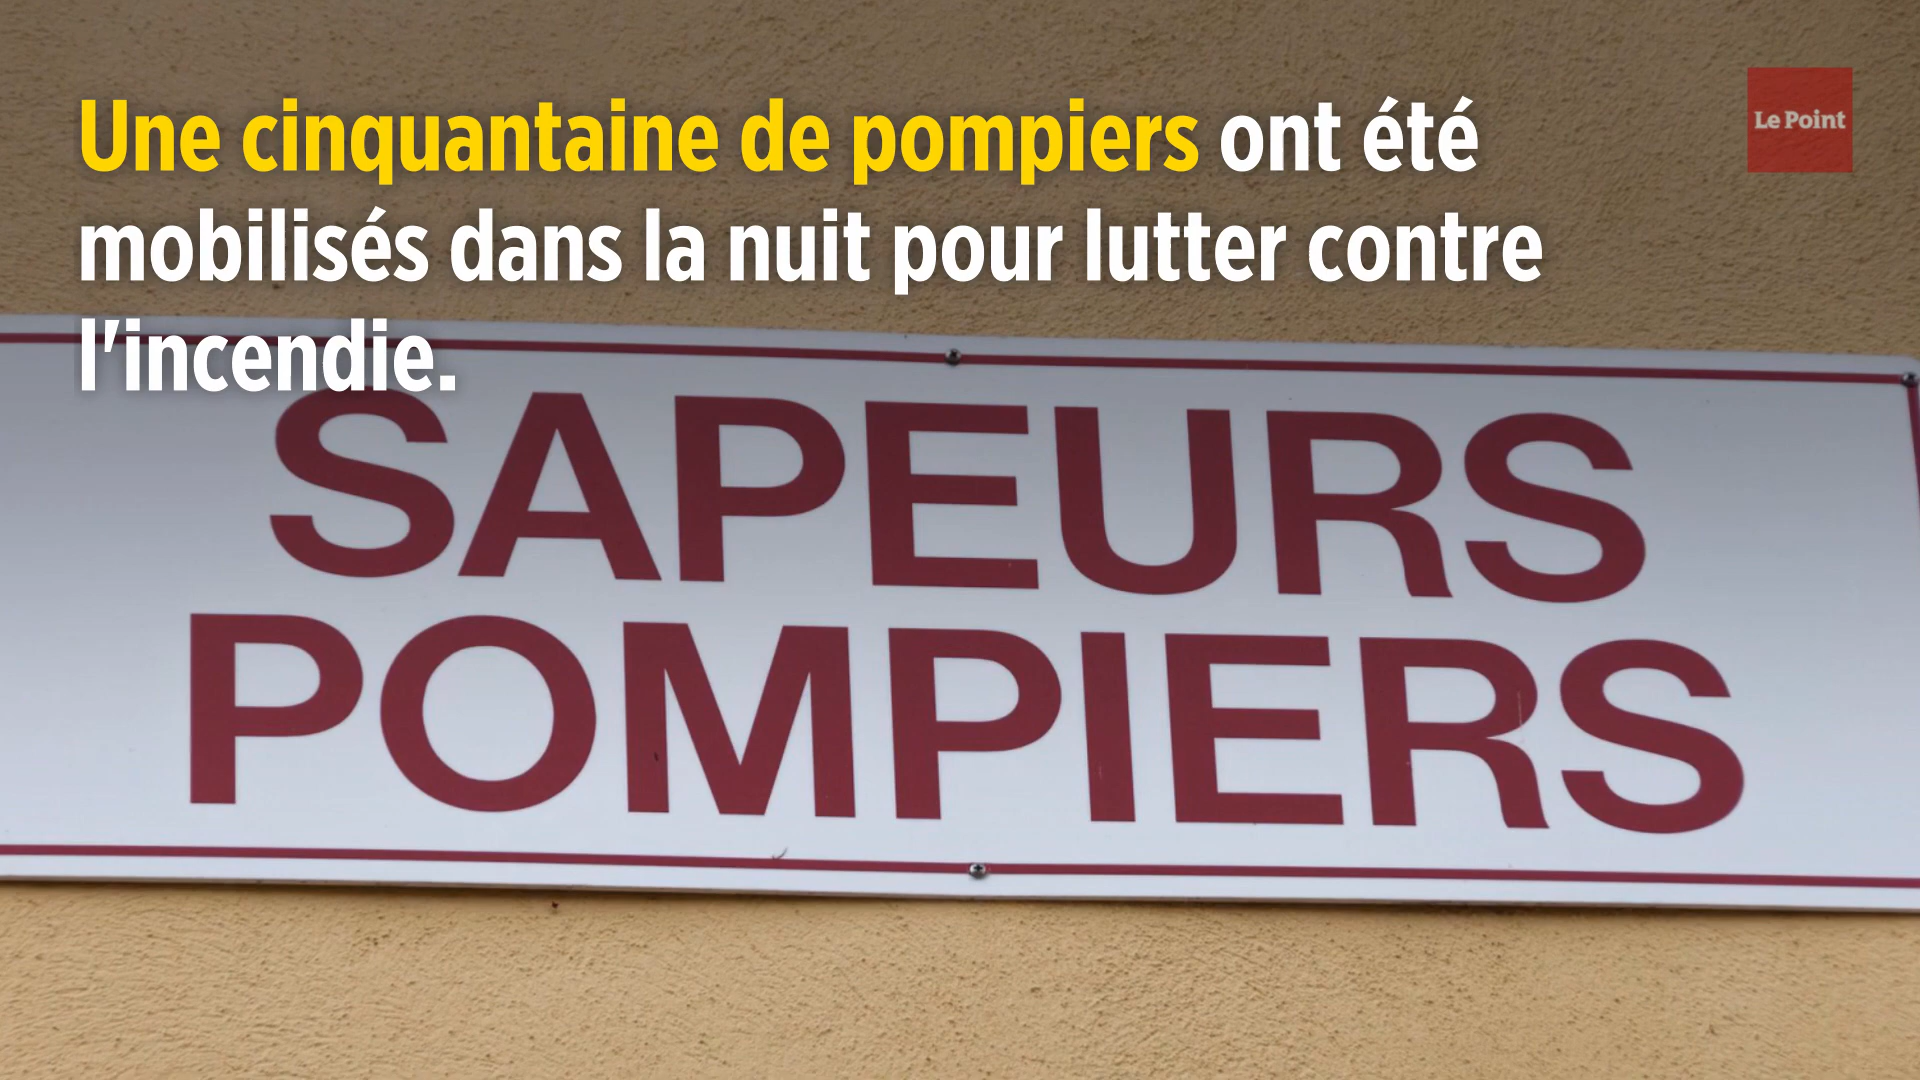 Une cinquantaine de pompiers ont été
mobilisés dans la nuit pour lutter contre
l'incendie.
Le Point
SAPEURS
POMPIERS